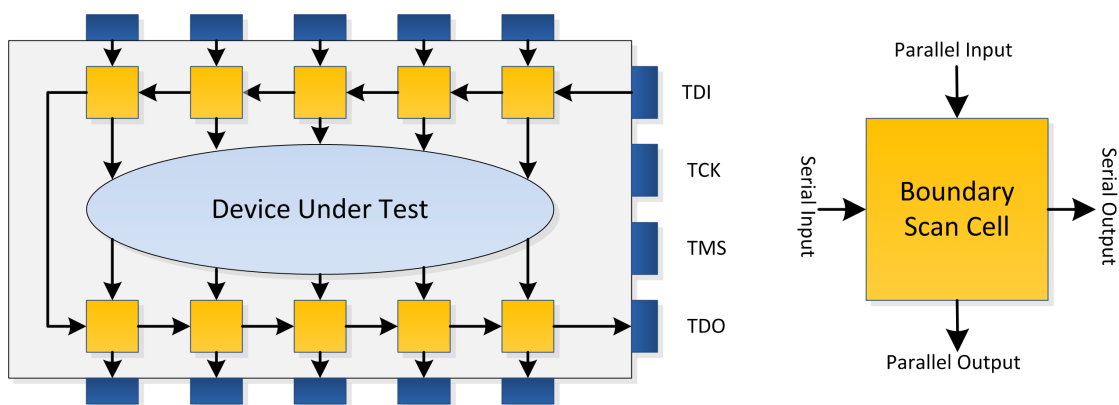 TDI
TCK
TMS
TDO
Device Under Test
Parallel Input
Serial Input
Boundary
Scan Cell
Serial Output
Parallel Output